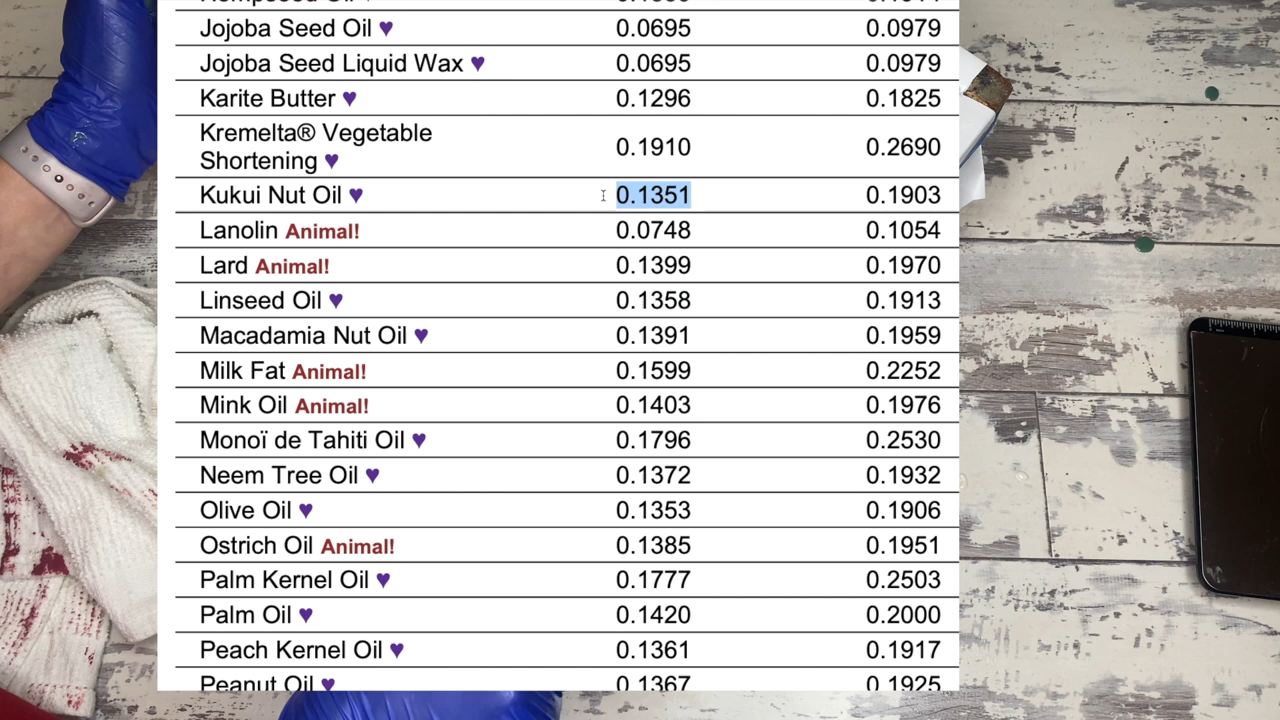 Jojoba Seed Oil ♥ 0.0695 0.0979
Jojoba Seed Liquid Wax ♥ 0.0695 0.0979
Karite Butter ♥ 0.1296 0.1825
Kremelta® Vegetable
Shortening ♥ 0.1910 0.2690
Kukui Nut Oil ♥ 0.1351 0.1903
Lanolin Animal! 0.0748 0.1054
Lard Animal! 0.1399 0.1970
Linseed Oil ♥ 0.1358 0.1913
Macadamia Nut Oil ♥ 0.1391 0.1959
Milk Fat Animal! 0.1599 0.2252
Mink Oil Animal! 0.1403 0.1976
Monoï de Tahiti Oil ♥ 0.1796 0.2530
Neem Tree Oil ♥ 0.1372 0.1932
Olive Oil ♥ 0.1353 0.1906
Ostrich Oil Animal! 0.1385 0.1951
Palm Kernel Oil ♥ 0.1777 0.2503
Palm Oil ♥ 0.1420 0.2000
Peach Kernel Oil ♥ 0.1361 0.1917
Peanut Oil ♥ 0.1367 0.1925